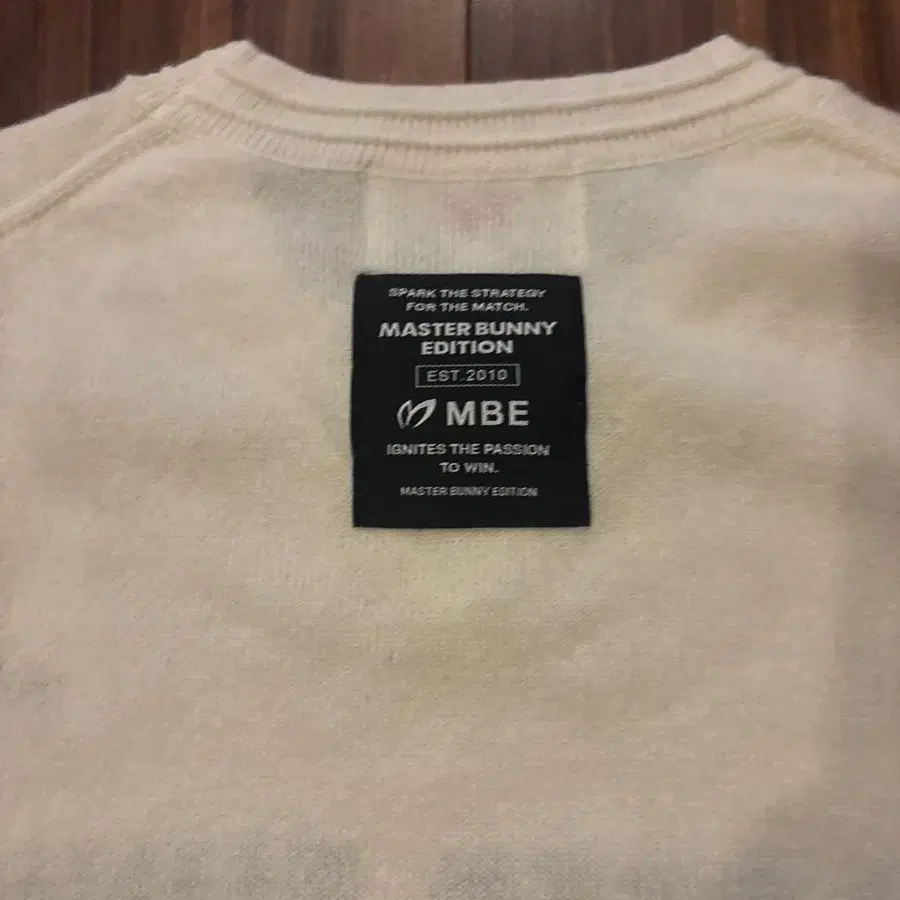 SPARK THE STRATEGY
FOR THE MATCH.
MASTER BUNNY
EDITION
EST.2010
MBE
IGNITES THE PASSION
TO WIN.
MASTER BUNNY EDITION